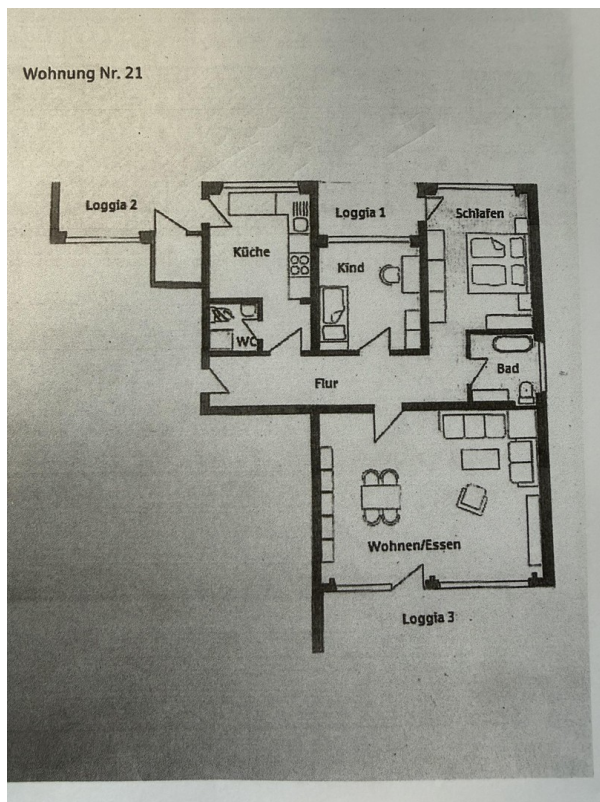 Wohnung Nr. 21
Loggia 2
Loggia 1
Schlafen
Küche
Kind
WC
Bad
Flur
Wohnen/Essen
Loggia 3